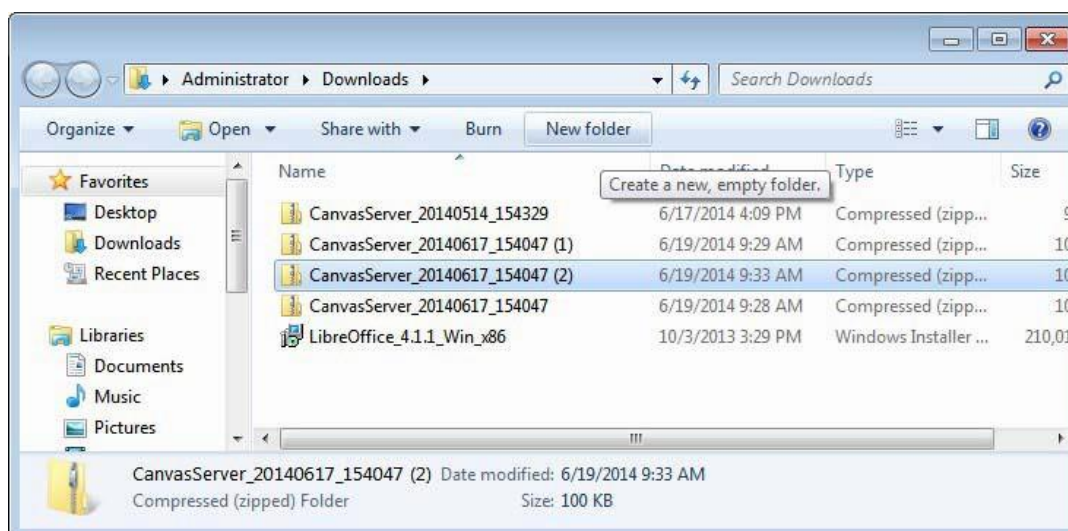 Administrator Downloads
Search Downloads
Organize Open Share with Burn New folder
Name Type Size
Create a new, empty folder.
Favorites
Desktop
Downloads
Recent Places
Libraries
Documents
Music
Pictures
CanvasServer_20140514_154329 6/17/2014 4:09 PM Compressed (zipp...
CanvasServer_20140617_154047 (1) 6/19/2014 9:29 AM Compressed (zipp...
CanvasServer_20140617_154047 (2) 6/19/2014 9:33 AM Compressed (zipp...
CanvasServer_20140617_154047 6/19/2014 9:28 AM Compressed (zipp...
LibreOffice_4.1.1_Win_x86 10/3/2013 3:29 PM Windows Installer ... 210,01
CanvasServer_20140617_154047 (2) Date modified: 6/19/2014 9:33 AM
Compressed (zipped) Folder Size: 100 KB